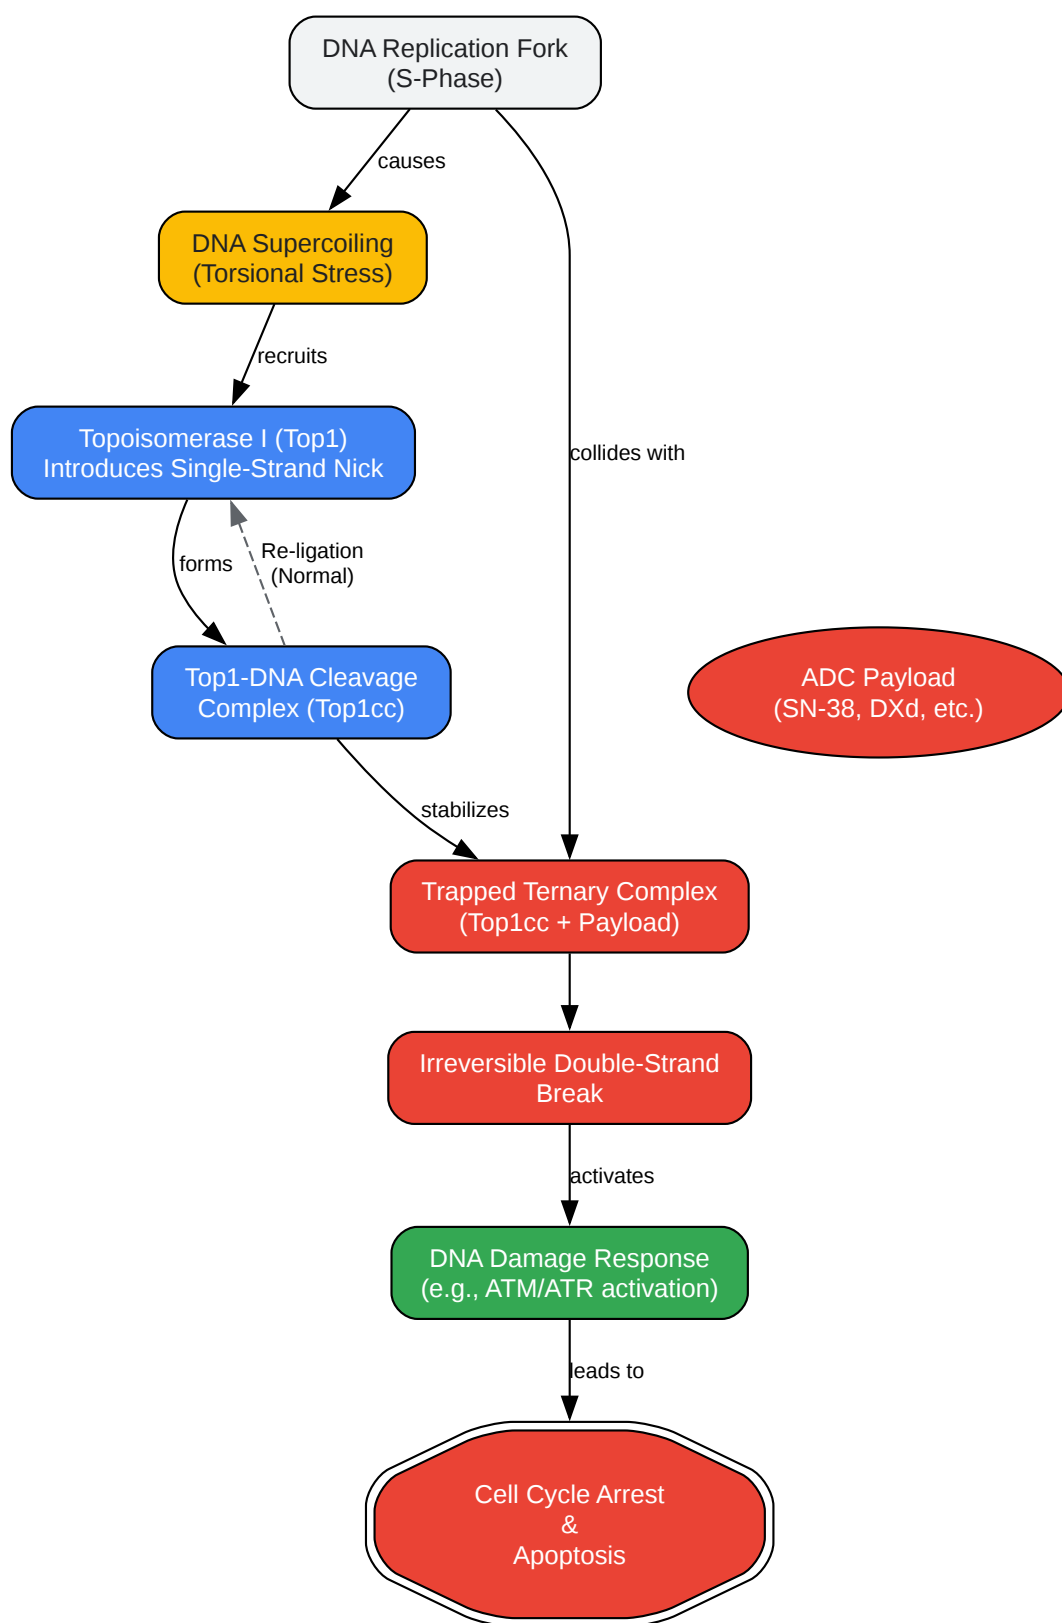 DNA Replication Fork
(S-Phase)
causes
DNA Supercoiling
(Torsional Stress)
recruits
Topoisomerase I (Top1)
Introduces Single-Strand Nick
collides with
forms
Re-ligation
(Normal)
Top1-DNA Cleavage
Complex (Top1cc)
ADC Payload
(SN-38, DXd, etc.)
stabilizes
Trapped Ternary Complex
(Top1cc + Payload)
Irreversible Double-Strand
Break
activates
DNA Damage Response
(e.g., ATM/ATR activation)
leads to
Cell Cycle Arrest
&
Apoptosis